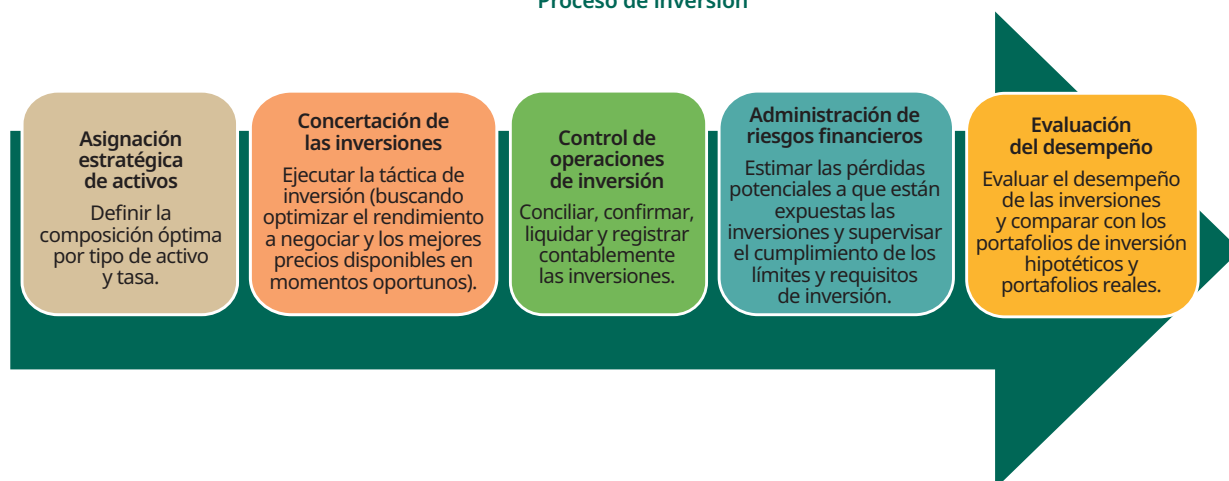 Proceso de inversión
Asignación
estratégica
de activos
Definir la
composición óptima
por tipo de activo
y tasa.
Concertación de
las inversiones
Ejecutar la táctica de
inversión (buscando
optimizar el rendimiento
a negociar y los mejores
precios disponibles en
momentos oportunos).
Control de
operaciones
de inversión
Conciliar, confirmar,
liquidar y registrar
contablemente
las inversiones.
Administración de
riesgos financieros
Estimar las pérdidas
potenciales a que están
expuestas las
inversiones y supervisar
el cumplimiento de los
límites y requisitos
de inversión.
Evaluación
del desempeño
Evaluar el desempeño
de las inversiones
y comparar con los
portafolios de inversión
hipotéticos y
portafolios reales.